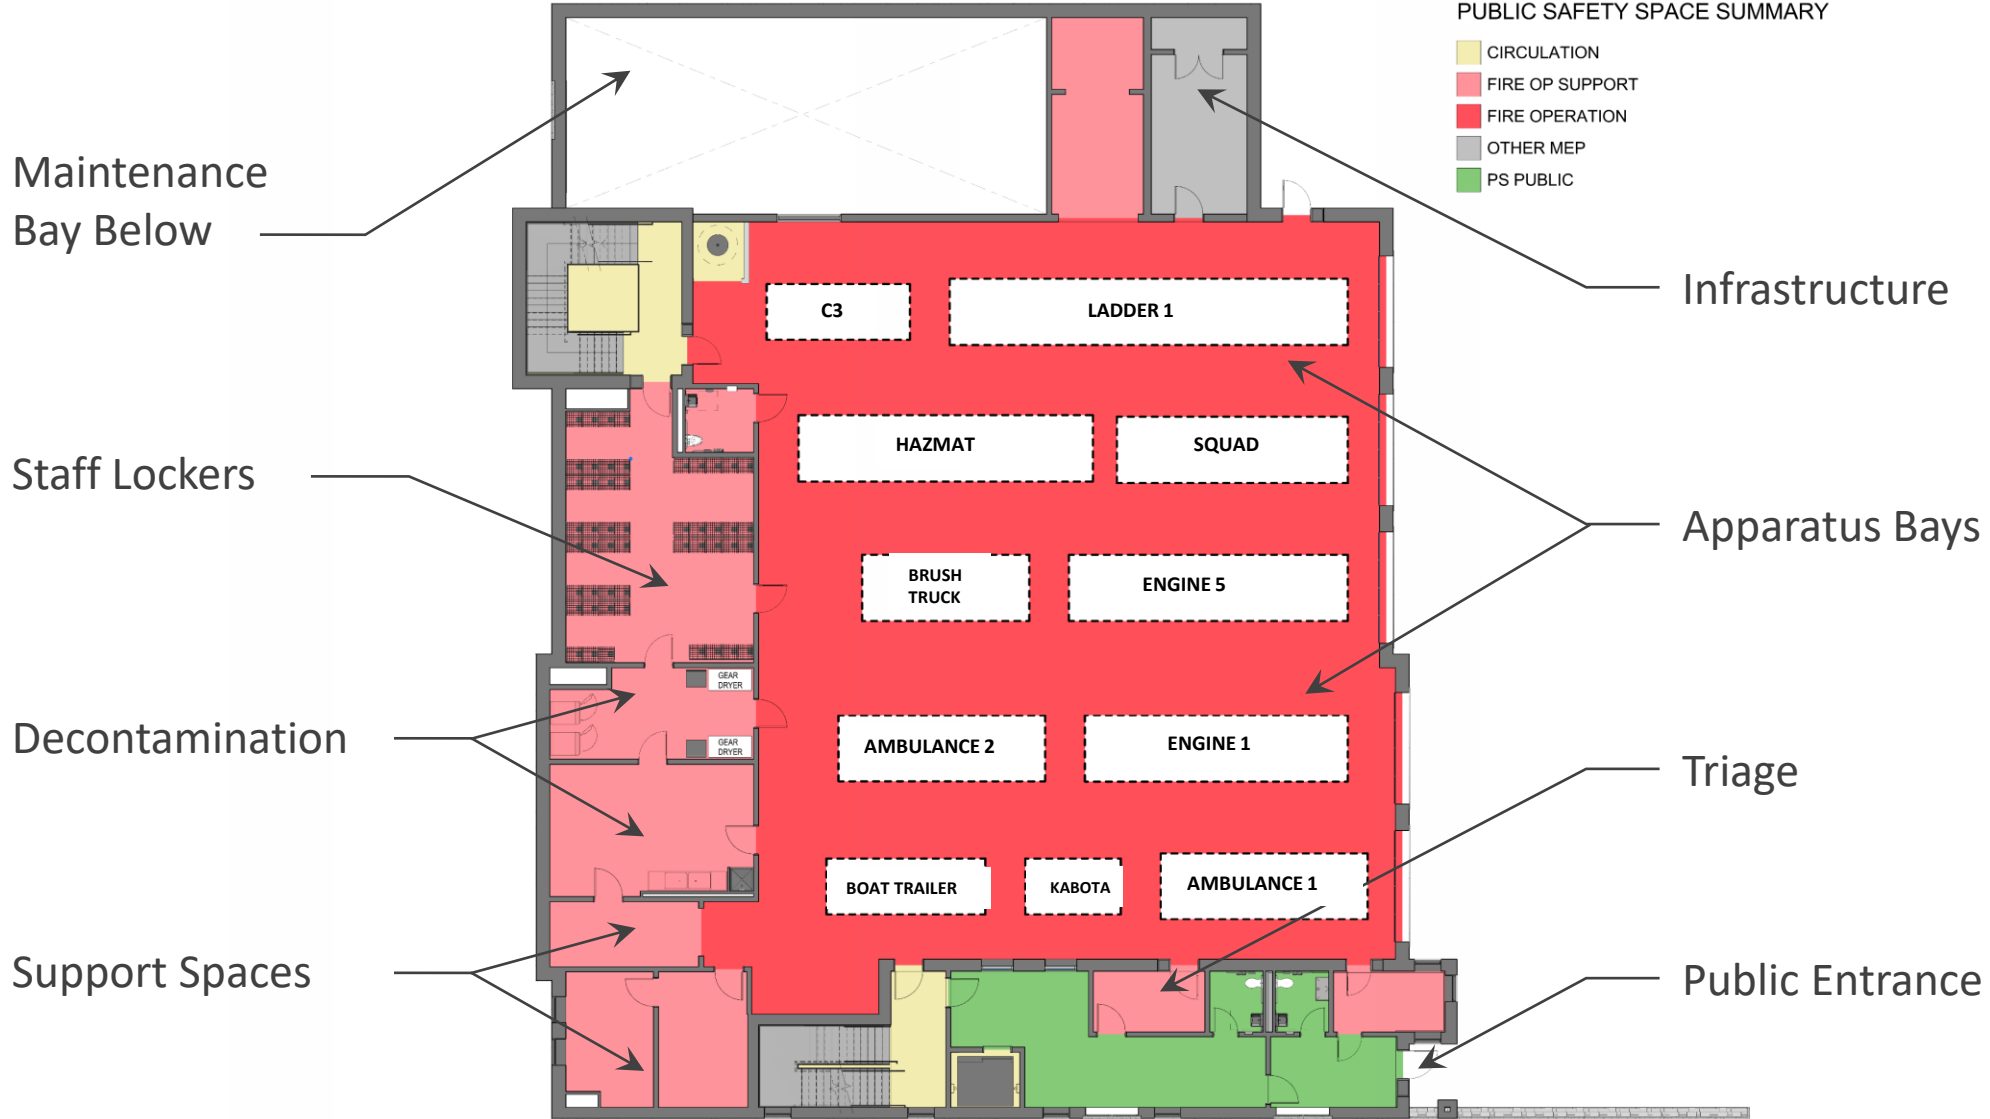 PUBLIC SAFETY SPACE SUMMARY
CIRCULATION
FIRE OP SUPPORT
FIRE OPERATION
OTHER MEP
PS PUBLIC
Maintenance
Bay Below
Infrastructure
C3
LADDER 1
HAZMAT
SQUAD
Staff Lockers
Apparatus Bays
BRUSH
TRUCK
ENGINE 5
GEAR
DRYER
Decontamination
GEAR
DRYER
AMBULANCE 2
ENGINE 1
Triage
BOAT TRAILER
KABOTA
AMBULANCE 1
Support Spaces
Public Entrance